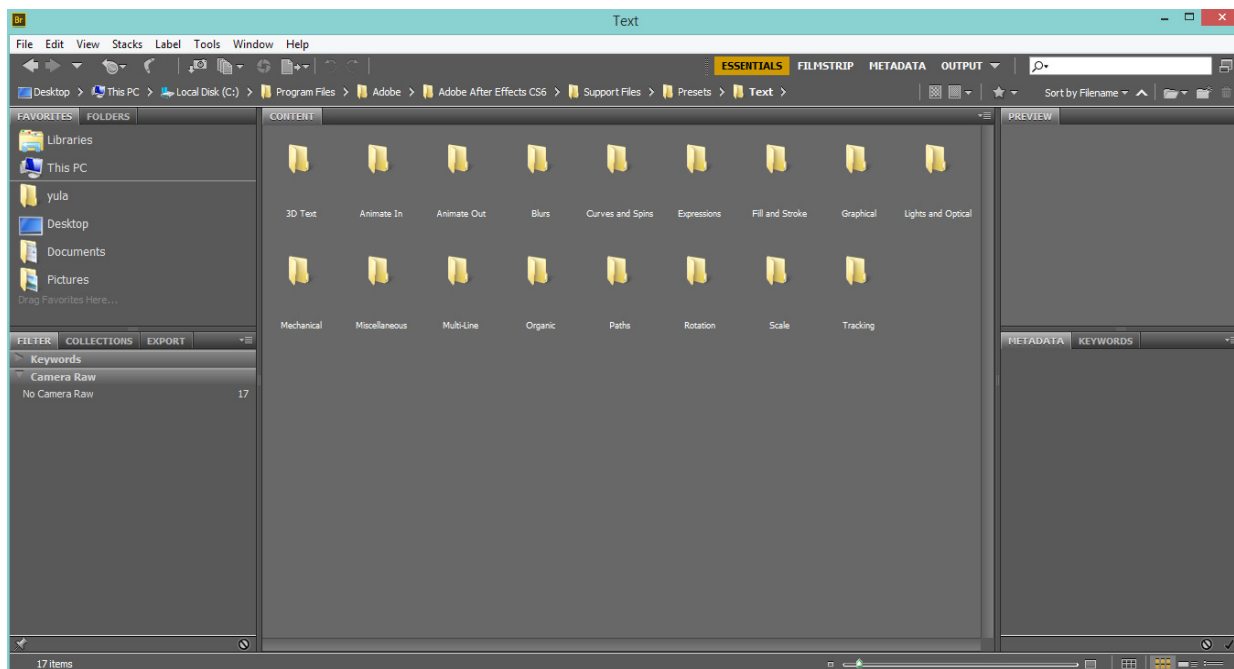 Br Text
File Edit View Stacks Label Tools Window Help
ESSENTIALS FILMSTRIP METADATA OUTPUT
Desktop > This PC > Local Disk (C:) > Program Files > Adobe > Adobe After Effects CS6 > Support Files > Presets > Text > Sort by Filename
FAVORITES FOLDERS
Libraries
This PC
yula
Desktop
Documents
Pictures
Drag Favorites Here...
FILTER COLLECTIONS EXPORT
Keywords
Camera Raw
No Camera Raw 17
CONTENT
3D Text Animate In Animate Out Blurs Curves and Spins Expressions Fill and Stroke Graphical Lights and Optical
Mechanical Miscellaneous Multi-Line Organic Paths Rotation Scale Tracking
PREVIEW
METADATA KEYWORDS
17 items